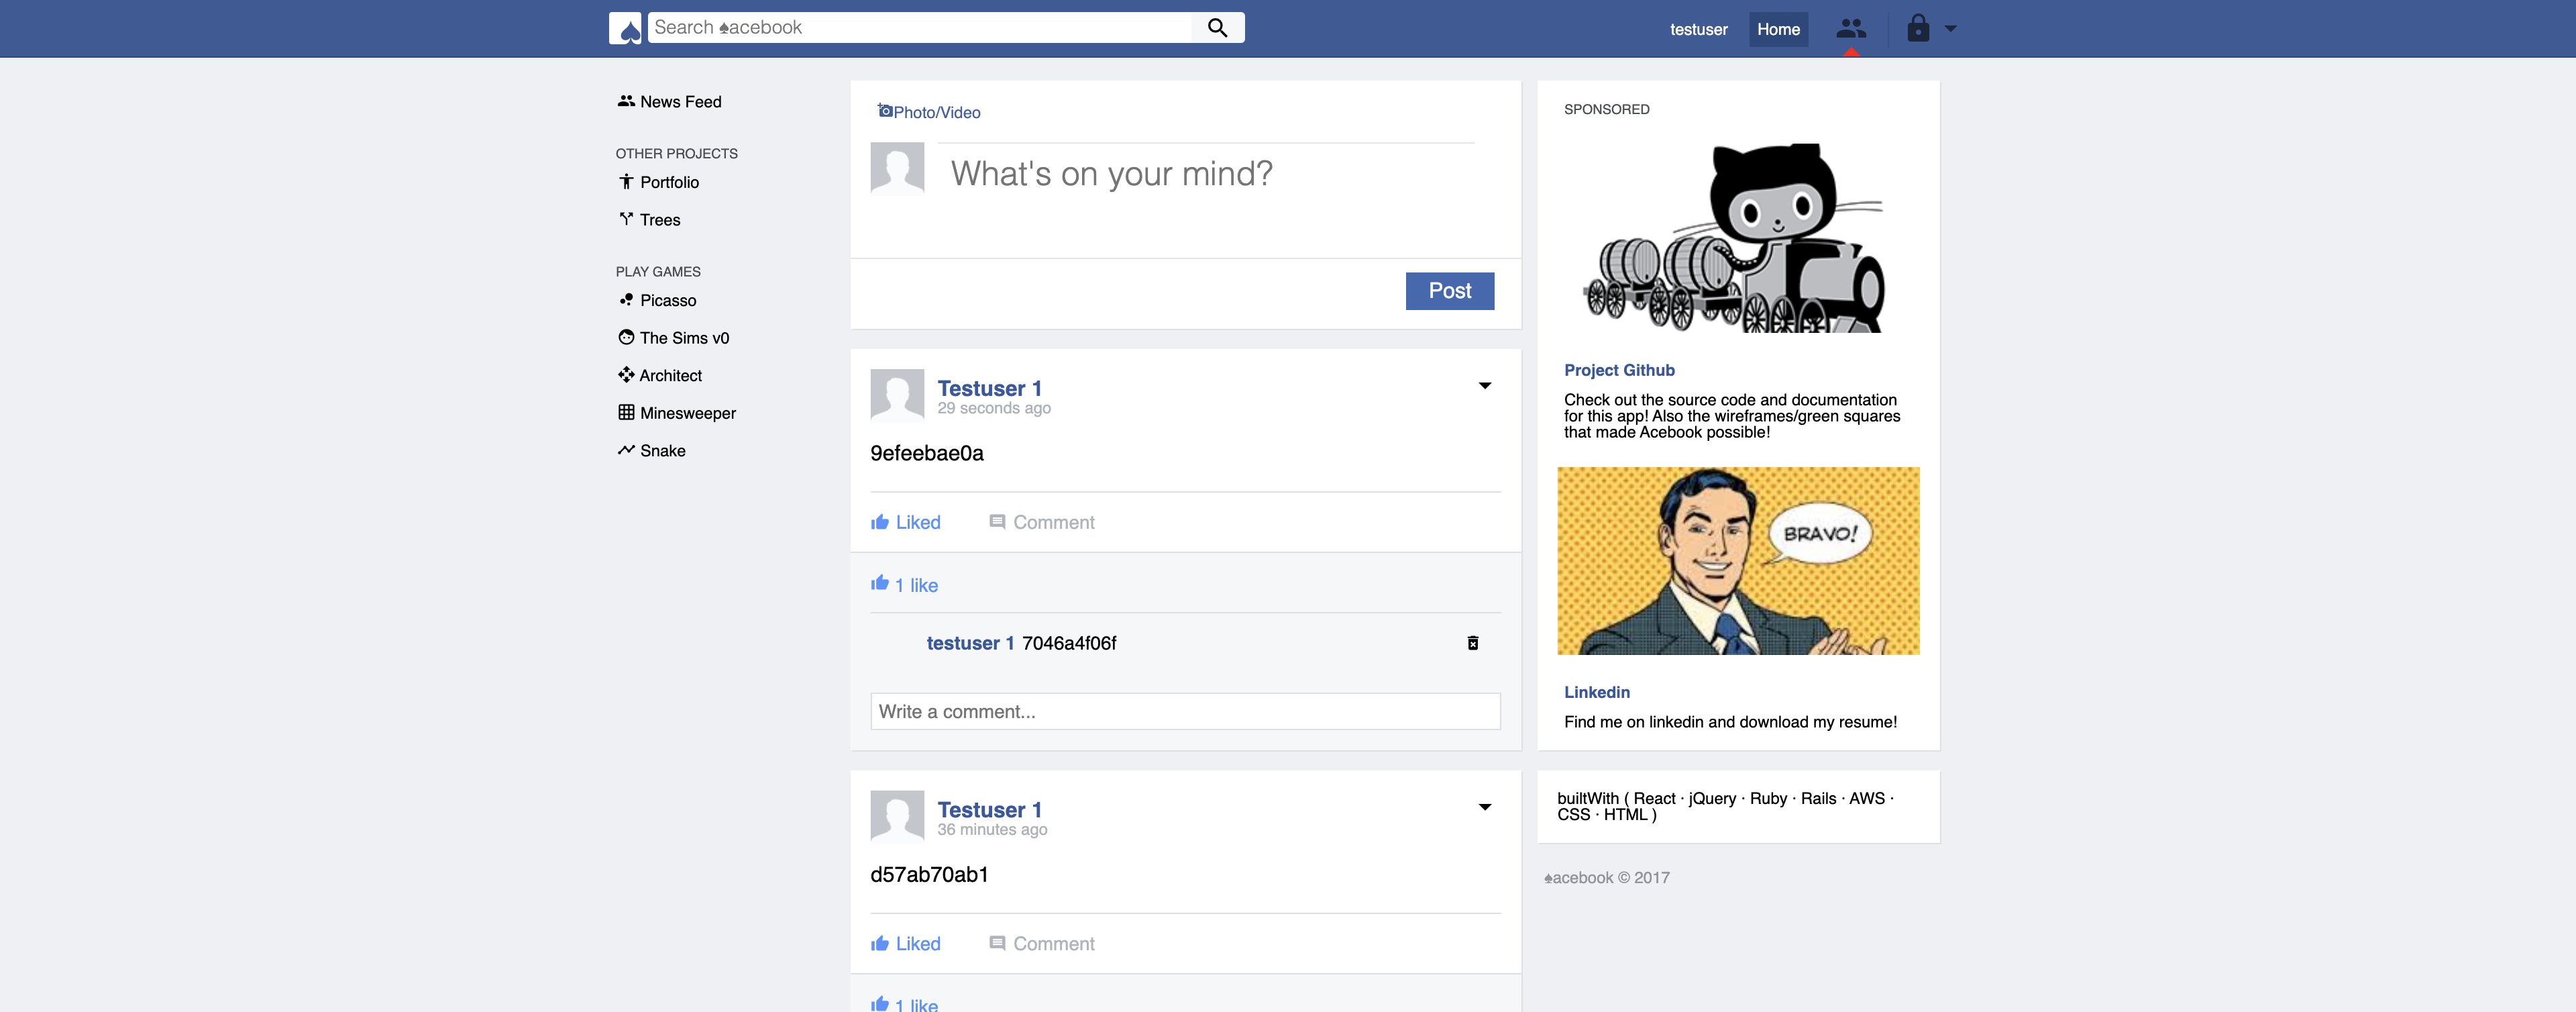 Search ♠acebook
testuser
Home
News Feed
OTHER PROJECTS
Portfolio
Trees
PLAY GAMES
Picasso
The Sims v0
Architect
Minesweeper
Snake
Photo/Video
What's on your mind?
Post
Testuser 1
29 seconds ago
9efeebae0a
Liked
Comment
1 like
testuser 1 7046a4f06f
Write a comment...
Testuser 1
36 minutes ago
d57ab70ab1
Liked
Comment
1 like
SPONSORED
Project Github
Check out the source code and documentation
for this app! Also the wireframes/green squares
that made Acebook possible!
BRAVO!
Linkedin
Find me on linkedin and download my resume!
builtWith ( React · jQuery · Ruby · Rails · AWS ·
CSS · HTML )
♠acebook © 2017